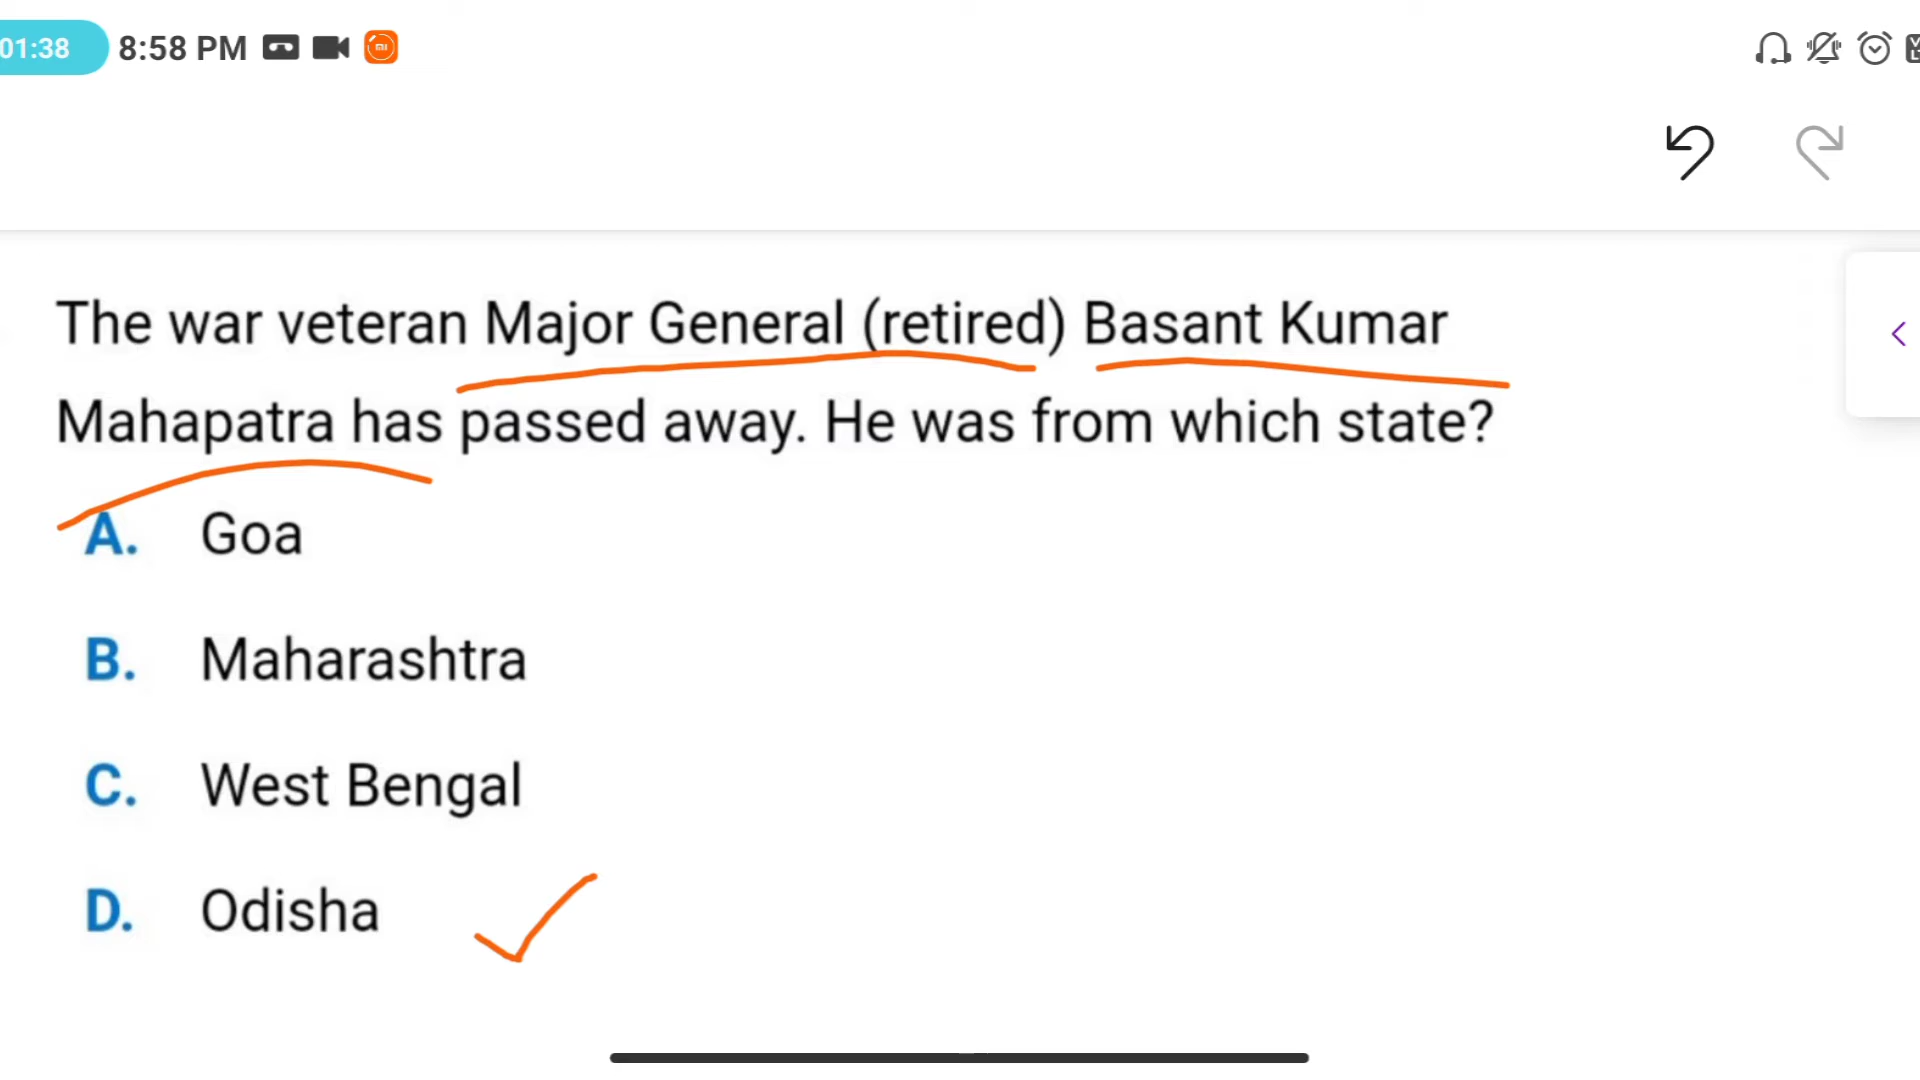 01:38 8:58 PM
The war veteran Major General (retired) Basant Kumar
Mahapatra has passed away. He was from which state?
A. Goa
B. Maharashtra
C. West Bengal
D. Odisha